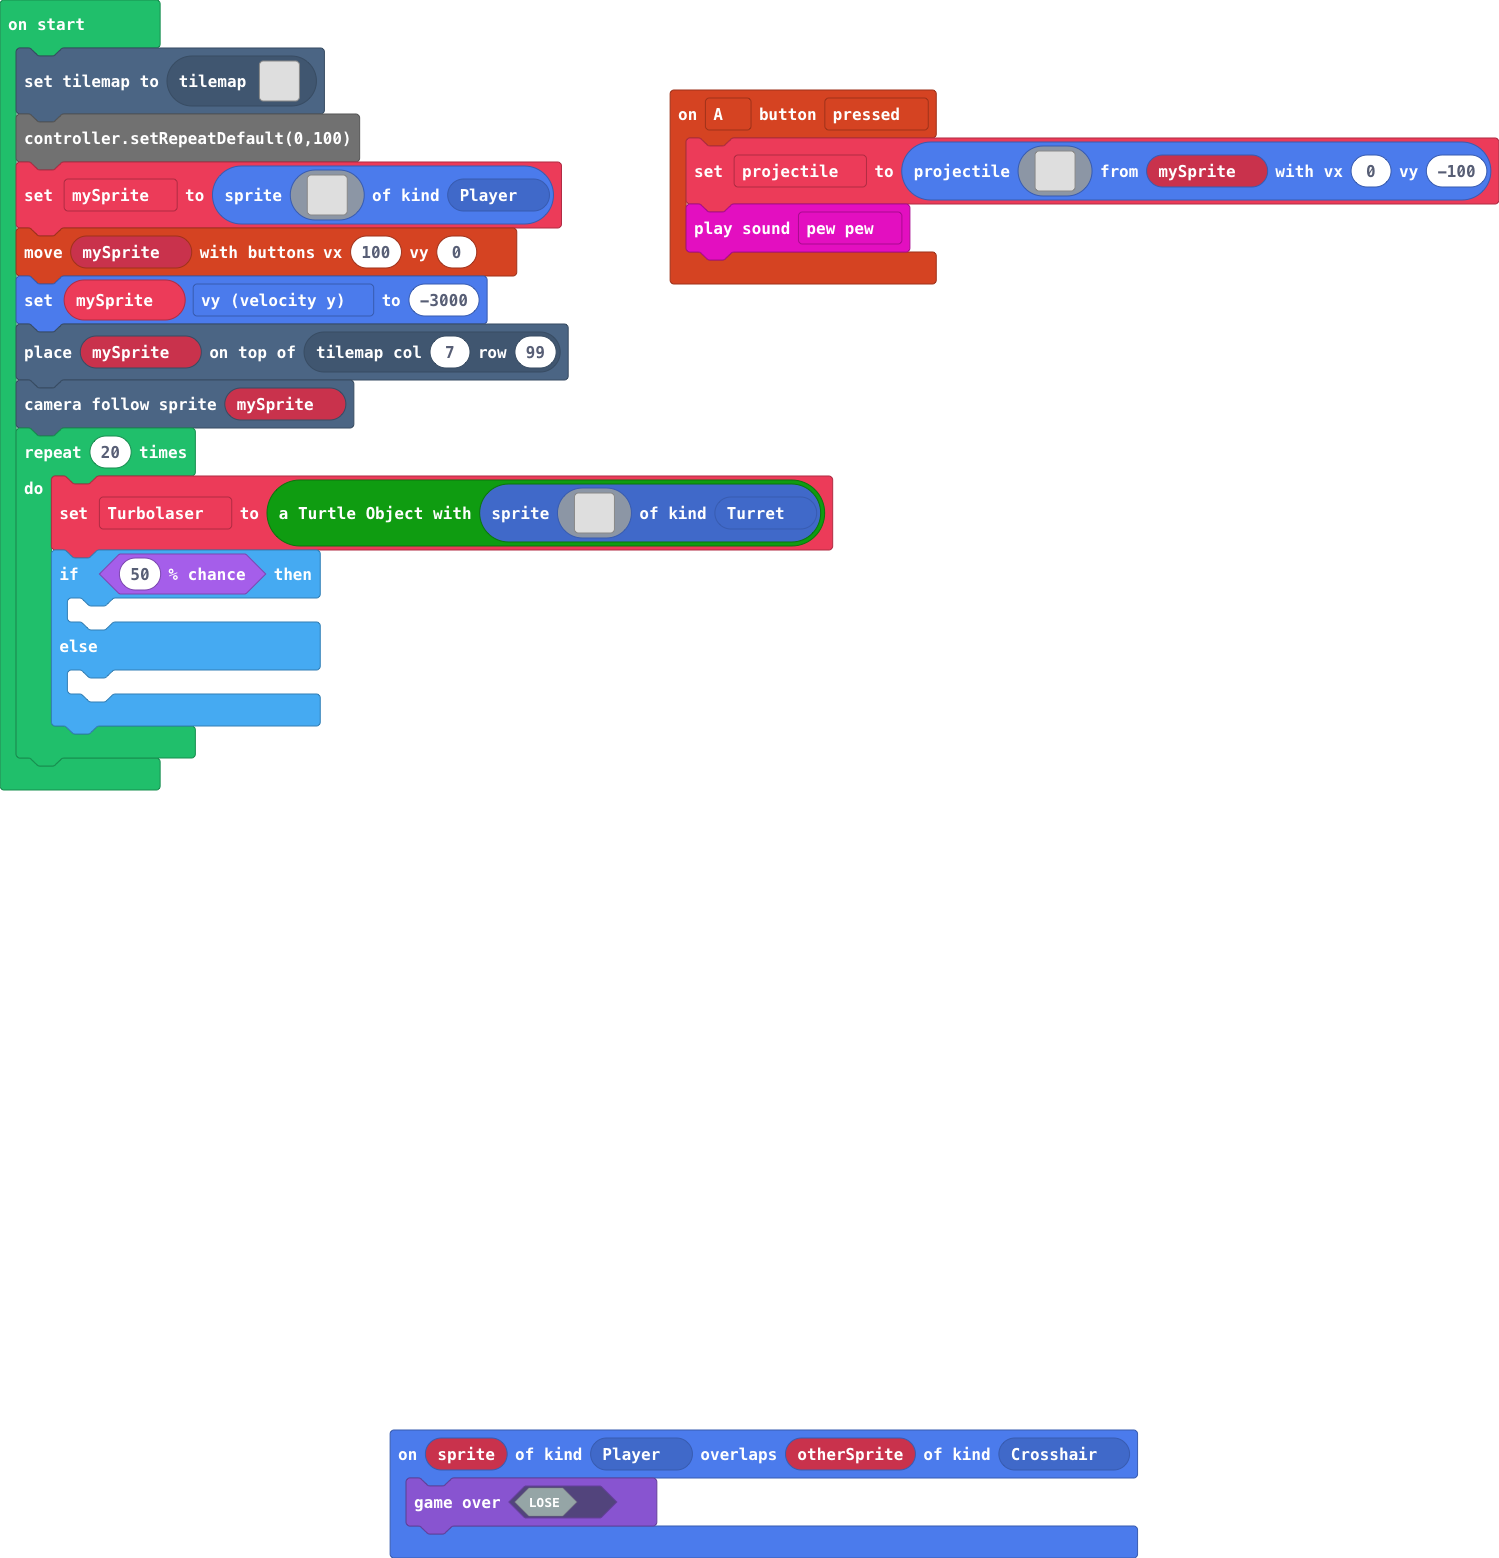 on start
set tilemap to tilemap
controller.setRepeatDefault(0,100)
set mySprite to sprite of kind Player
move mySprite with buttons vx 100 vy 0
set mySprite vy (velocity y) to -3000
place mySprite on top of tilemap col 7 row 99
camera follow sprite mySprite
repeat 20 times
do
set Turbolaser to a Turtle Object with sprite of kind Turret
if 50 % chance then
else
on A button pressed
set projectile to projectile from mySprite with vx 0 vy -100
play sound pew pew
on sprite of kind Player overlaps otherSprite of kind Crosshair
game over LOSE